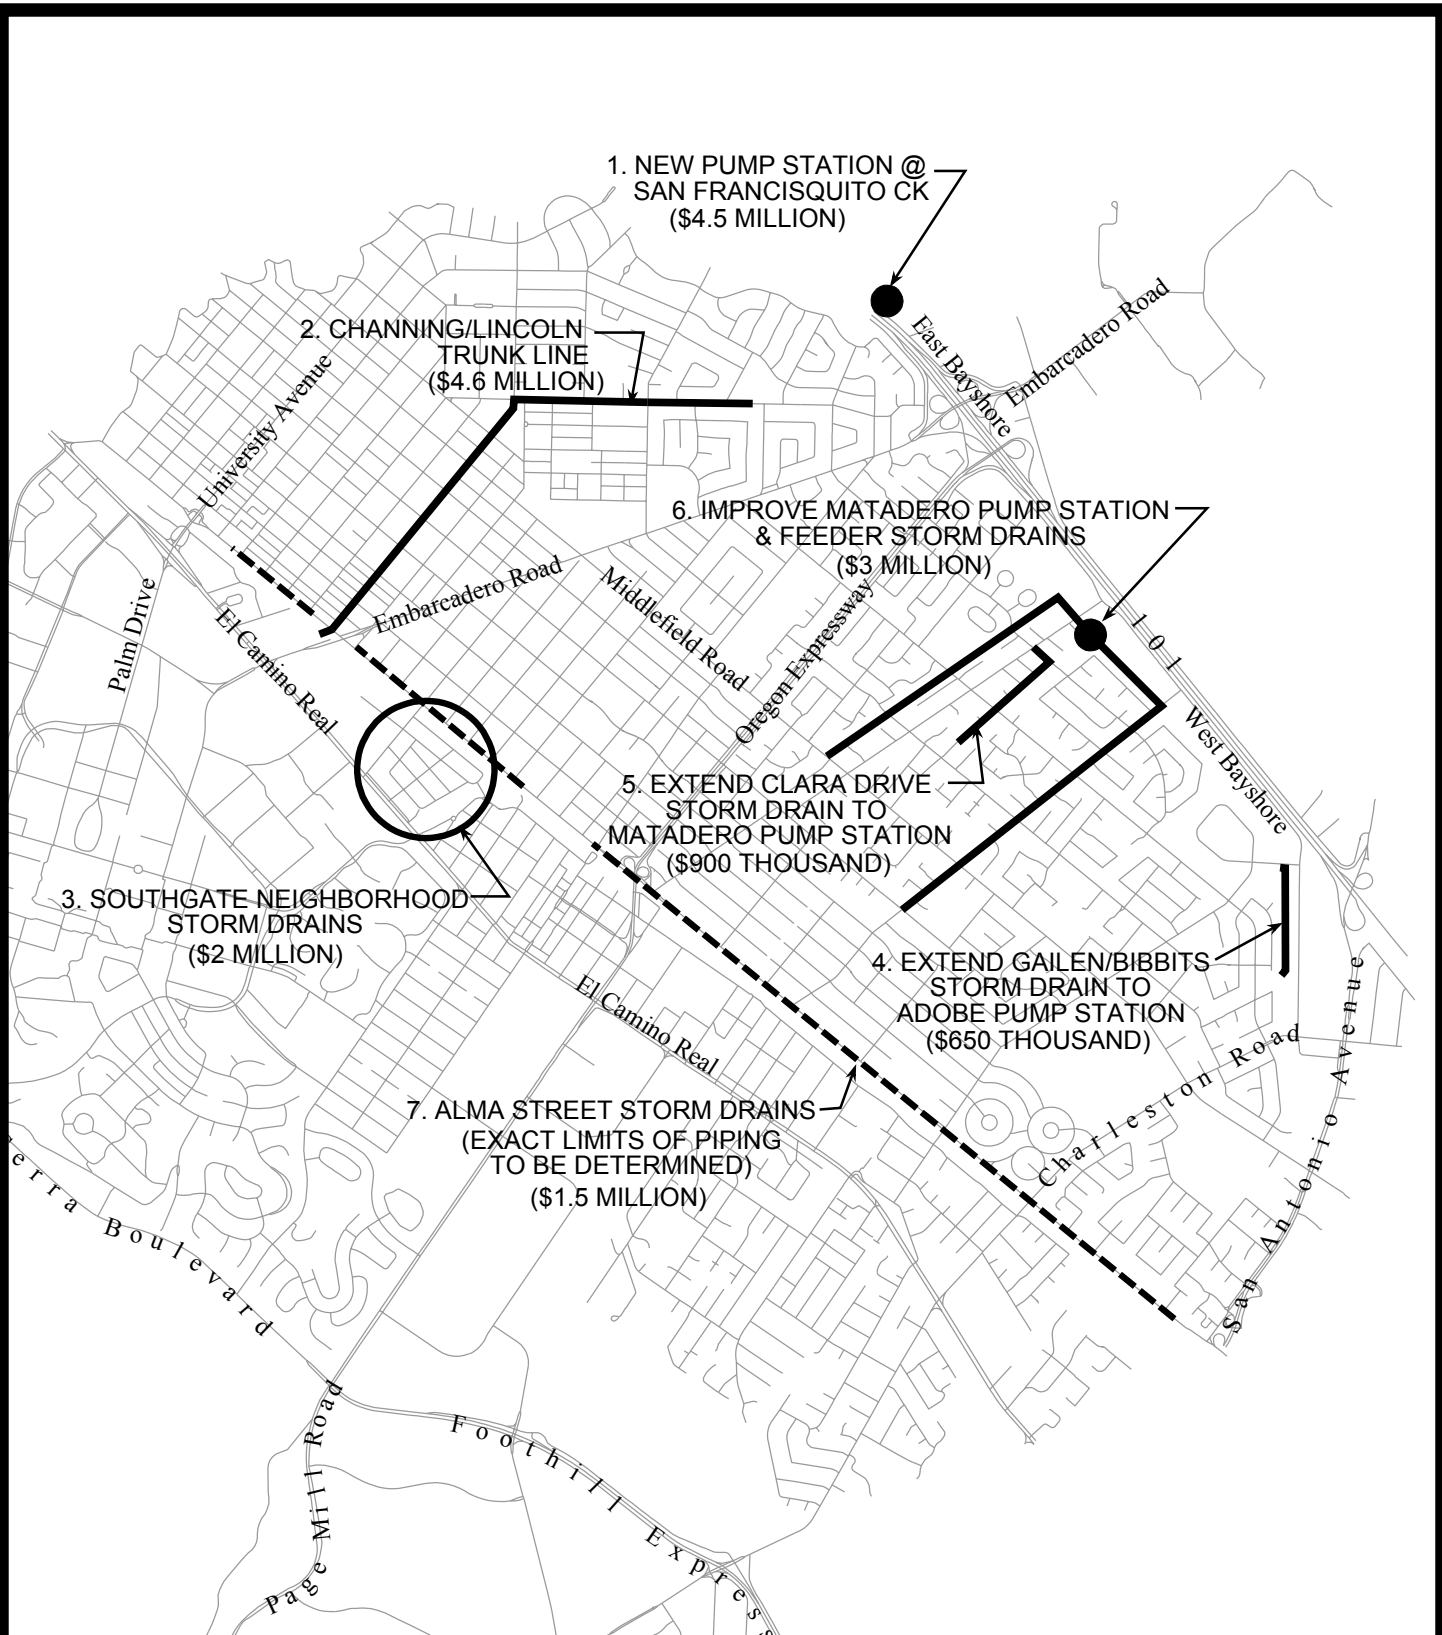 1. NEW PUMP STATION @
SAN FRANCISQUITO CK
($4.5 MILLION)
2. CHANNING/LINCOLN
TRUNK LINE
($4.6 MILLION)
East Bayshore
Embarcadero Road
University Avenue
6. IMPROVE MATADERO PUMP STATION
& FEEDER STORM DRAINS
($3 MILLION)
Palm Drive
El Camino Real
Embarcadero Road
Middlefield Road
Oregon Expressway
101
West Bayshore
5. EXTEND CLARA DRIVE
STORM DRAIN TO
MATADERO PUMP STATION
($900 THOUSAND)
3. SOUTHGATE NEIGHBORHOOD
STORM DRAINS
($2 MILLION)
4. EXTEND GAILEN/BIBBITS
STORM DRAIN TO
ADOBE PUMP STATION
($650 THOUSAND)
El Camino Real
Charleston Road
San Antonio Avenue
7. ALMA STREET STORM DRAINS
(EXACT LIMITS OF PIPING
TO BE DETERMINED)
($1.5 MILLION)
erra Boulevard
Page Mill Road
Foothill Express